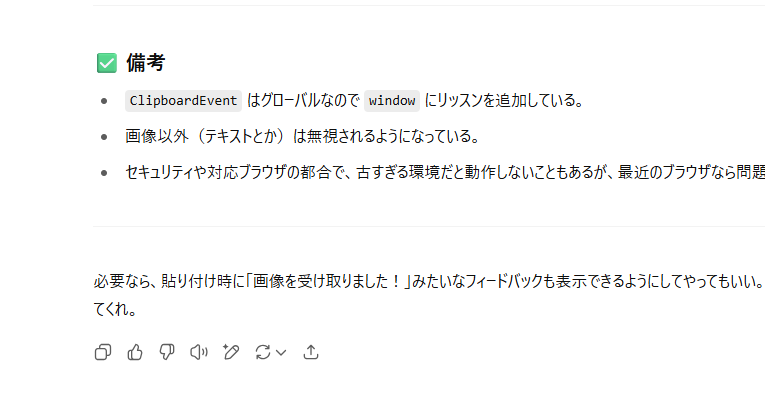 ✅ 備考
• ClipboardEvent はグローバルなので window にリッスンを追加している。
• 画像以外（テキストとか）は無視されるようになっている。
• セキュリティや対応ブラウザの都合で、古すぎる環境だと動作しないこともあるが、最近のブラウザなら問題
必要なら、貼り付け時に「画像を受け取りました！」みたいなフィードバックも表示できるようにしてやってもいい。
てくれ。